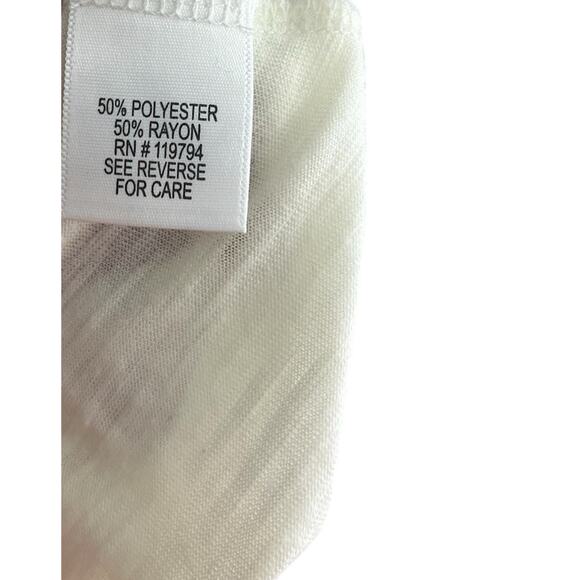 50% POLYESTER
50% RAYON
RN # 119794
SEE REVERSE
FOR CARE